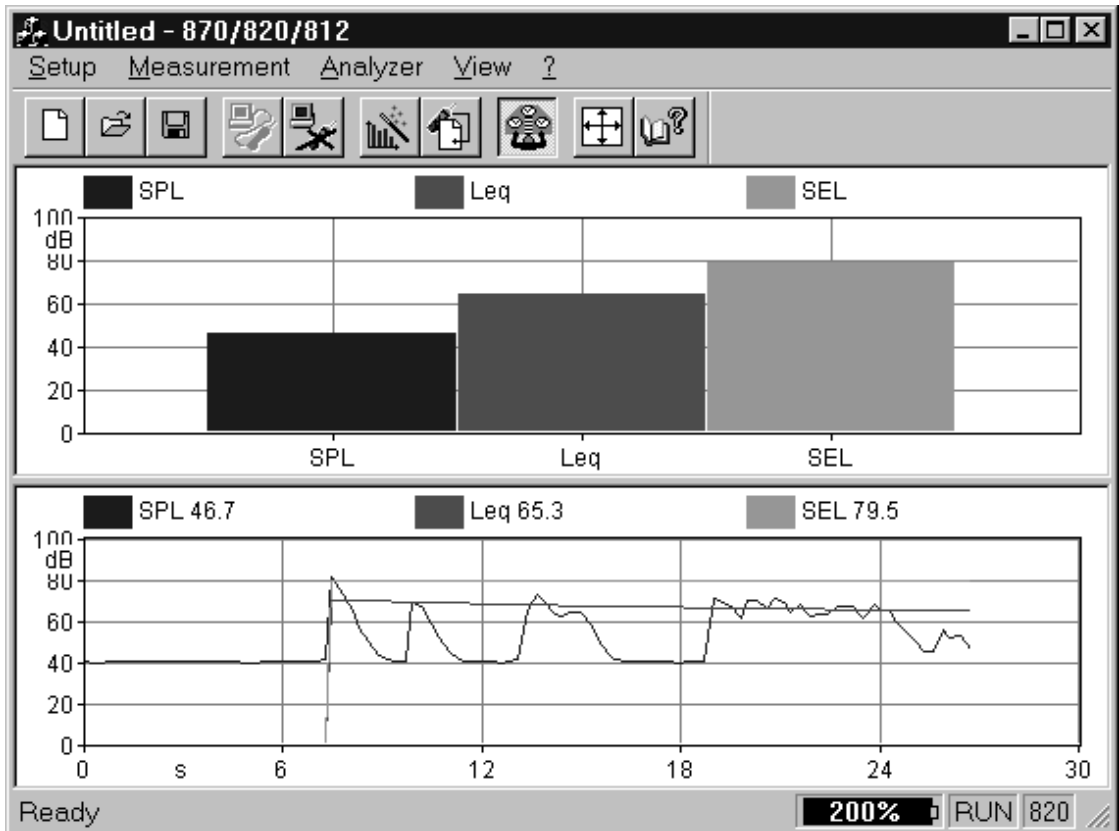 Untitled - 870/820/812
Setup Measurement Analyzer View ?
SPL Leq SEL
100
dB
80
60
40
20
0
SPL Leq SEL
SPL 46.7 Leq 65.3 SEL 79.5
100
dB
80
60
40
20
0
0 s 6 12 18 24 30
Ready 200% RUN 820